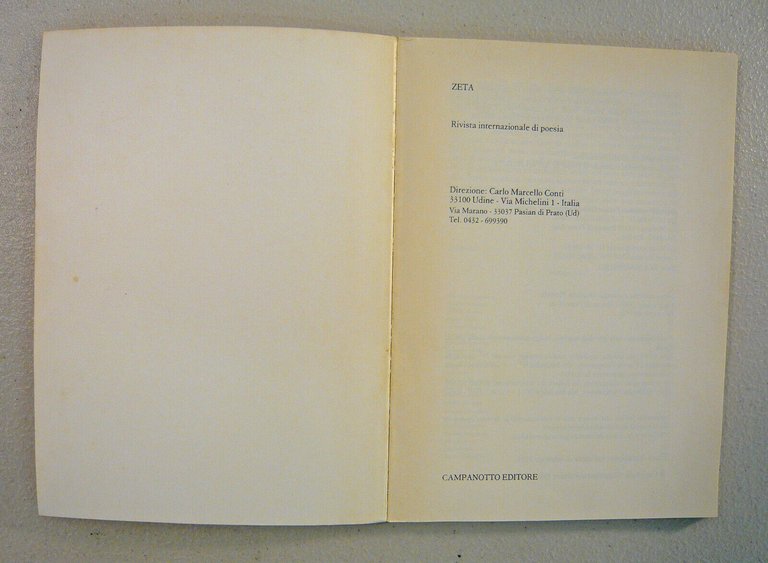 ZETA
Rivista internazionale di poesia
Direzione: Carlo Marcello Conti
33100 Udine - Via Michelini 1 - Italia
Via Marano - 33037 Pasian di Prato (Ud)
Tel. 0432 - 699390
CAMPANOTTO EDITORE